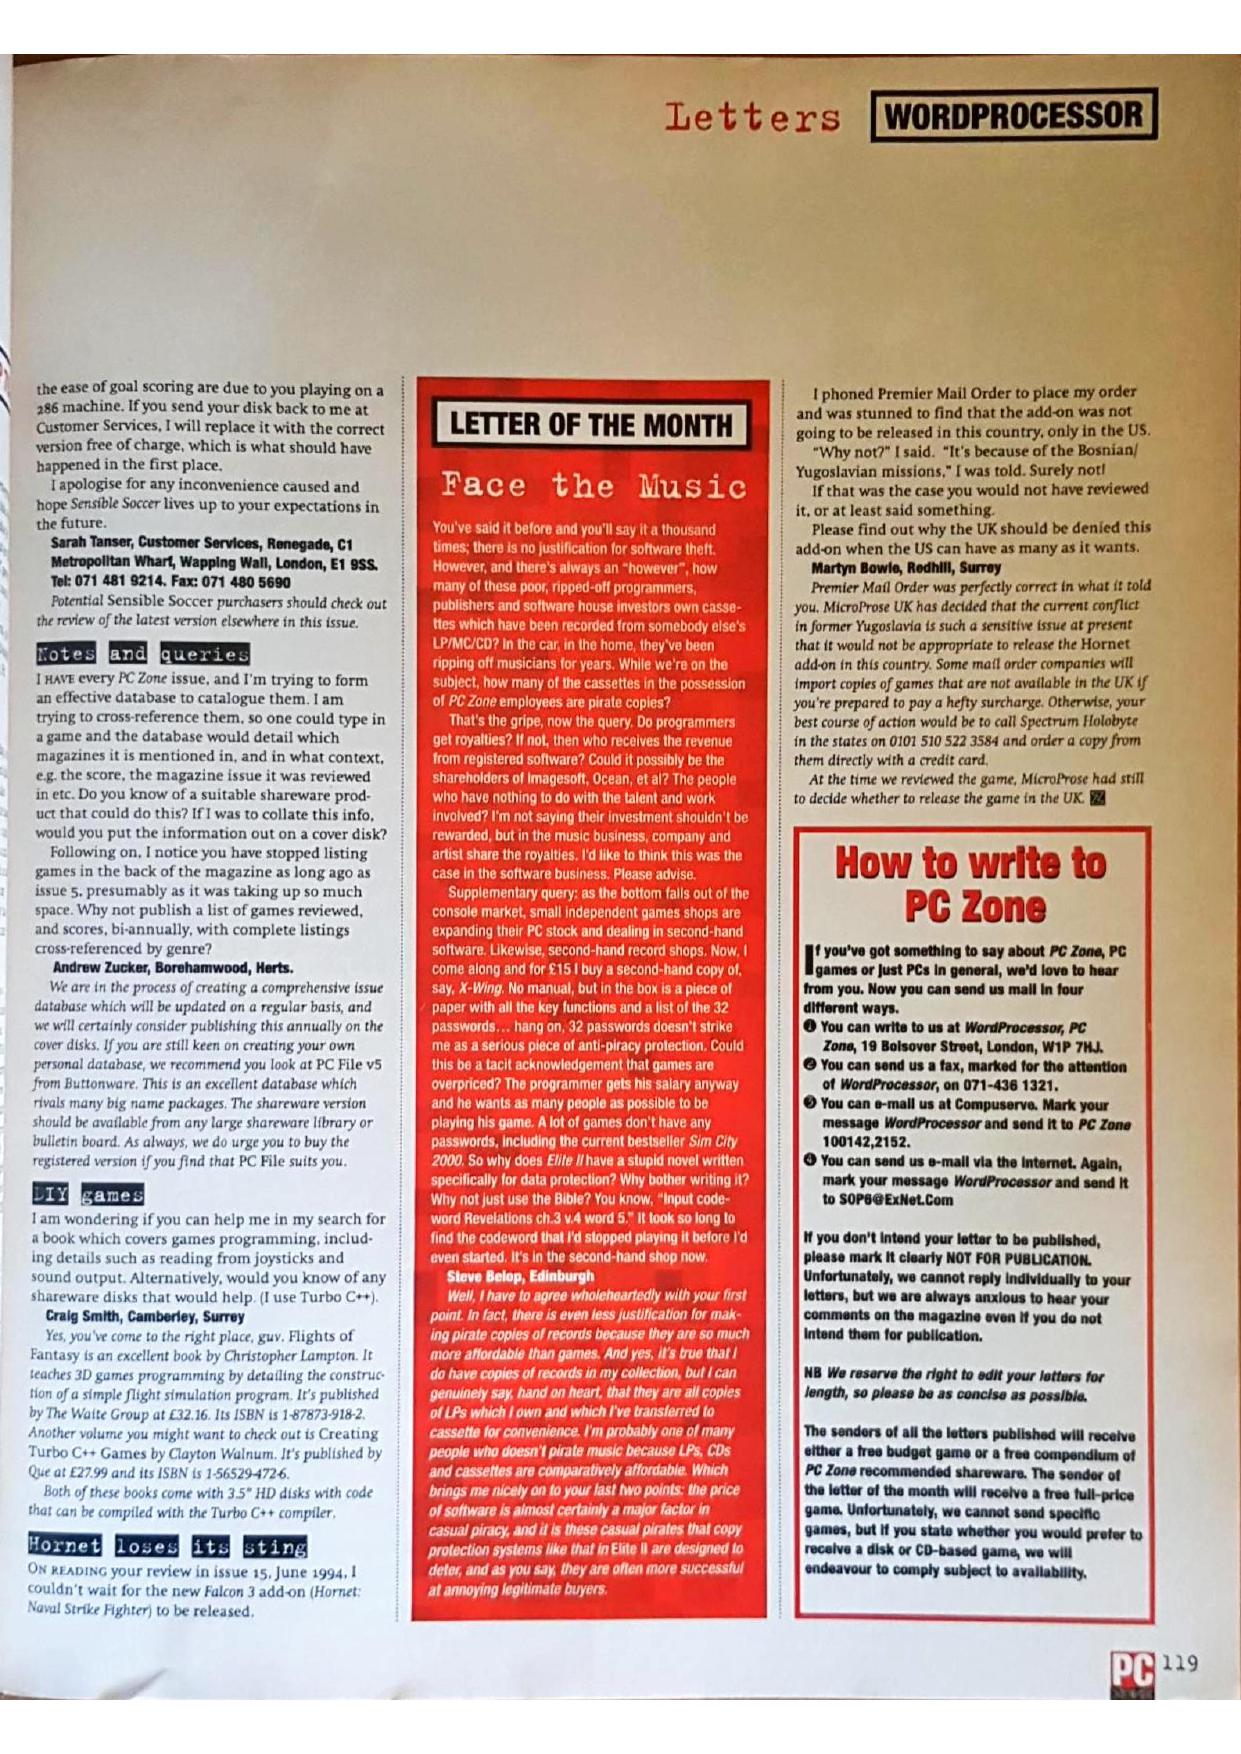 Letters WORDPROCESSOR
the ease of goal scoring are due to you playing on a
286 machine. If you send your disk back to me at
Customer Services, I will replace it with the correct
version free of charge, which is what should have
happened in the first place.
I apologise for any inconvenience caused and
hope Sensible Soccer lives up to your expectations in
the future.
Sarah Tanser, Customer Services, Renegade, C1
Metropolitan Wharf, Wapping Wall, London, E1 9SS.
Tel: 071 481 9214. Fax: 071 480 5690
Potential Sensible Soccer purchasers should check out
the review of the latest version elsewhere in this issue.
Notes and queries
I HAVE every PC Zone issue, and I'm trying to form
an effective database to catalogue them. I am
trying to cross-reference them, so one could type in
a game and the database would detail which
magazines it is mentioned in, and in what context,
e.g. the score, the magazine issue it was reviewed
in etc. Do you know of a suitable shareware prod-
uct that could do this? If I was to collate this info,
would you put the information out on a cover disk?
Following on, I notice you have stopped listing
games in the back of the magazine as long ago as
issue 5, presumably as it was taking up so much
space. Why not publish a list of games reviewed,
and scores, bi-annually, with complete listings
cross-referenced by genre?
Andrew Zucker, Borehamwood, Herts.
We are in the process of creating a comprehensive issue
database which will be updated on a regular basis, and
we will certainly consider publishing this annually on the
cover disks. If you are still keen on creating your own
personal database, we recommend you look at PC File v5
from Buttonware. This is an excellent database which
rivals many big name packages. The shareware version
should be available from any large shareware library or
bulletin board. As always, we do urge you to buy the
registered version if you find that PC File suits you.
DIY games
I am wondering if you can help me in my search for
a book which covers games programming, includ-
ing details such as reading from joysticks and
sound output. Alternatively, would you know of any
shareware disks that would help. (I use Turbo C++).
Craig Smith, Camberley, Surrey
Yes, you've come to the right place, guv. Flights of
Fantasy is an excellent book by Christopher Lampton. It
teaches 3D games programming by detailing the construc-
tion of a simple flight simulation program. It's published
by The Waite Group at £32.16. Its ISBN is 1-87873-918-2.
Another volume you might want to check out is Creating
Turbo C++ Games by Clayton Walnum. It's published by
Que at £27.99 and its ISBN is 1-56529-472-6.
Both of these books come with 3.5" HD disks with code
that can be compiled with the Turbo C++ compiler.
Hornet loses its sting
ON READING your review in issue 15, June 1994, I
couldn't wait for the new Falcon 3 add-on (Hornet:
Naval Strike Fighter) to be released.
LETTER OF THE MONTH
Face the Music
You've said it before and you'll say it a thousand
times; there is no justification for software theft.
However, and there's always an "however", how
many of these poor, ripped-off programmers,
publishers and software house investors own casse-
ttes which have been recorded from somebody else's
LP/MC/CD? In the car, in the home, they've been
ripping off musicians for years. While we're on the
subject, how many of the cassettes in the possession
of PC Zone employees are pirate copies?
That's the gripe, now the query. Do programmers
get royalties? If not, then who receives the revenue
from registered software? Could it possibly be the
shareholders of Imagesoft, Ocean, et al? The people
who have nothing to do with the talent and work
involved? I'm not saying their investment shouldn't be
rewarded, but in the music business, company and
artist share the royalties. I'd like to think this was the
case in the software business. Please advise.
Supplementary query; as the bottom falls out of the
console market, small independent games shops are
expanding their PC stock and dealing in second-hand
software. Likewise, second-hand record shops. Now, I
come along and for £15 I buy a second-hand copy of,
say, X-Wing. No manual, but in the box is a piece of
paper with all the key functions and a list of the 32
passwords... hang on, 32 passwords doesn't strike
me as a serious piece of anti-piracy protection. Could
this be a tacit acknowledgement that games are
overpriced? The programmer gets his salary anyway
and he wants as many people as possible to be
playing his game. A lot of games don't have any
passwords, including the current bestseller Sim City
2000. So why does Elite II have a stupid novel written
specifically for data protection? Why bother writing it?
Why not just use the Bible? You know, "Input code-
word Revelations ch.3 v.4 word 5." It took so long to
find the codeword that I'd stopped playing it before I'd
even started. It's in the second-hand shop now.
Steve Belop, Edinburgh
Well, I have to agree wholeheartedly with your first
point. In fact, there is even less justification for mak-
ing pirate copies of records because they are so much
more affordable than games. And yes, it's true that I
do have copies of records in my collection, but I can
genuinely say, hand on heart, that they are all copies
of LPs which I own and which I've transferred to
cassette for convenience. I'm probably one of many
people who doesn't pirate music because LPs, CDs
and cassettes are comparatively affordable. Which
brings me nicely on to your last two points: the price
of software is almost certainly a major factor in
casual piracy, and it is these casual pirates that copy
protection systems like that in Elite II are designed to
deter, and as you say, they are often more successful
at annoying legitimate buyers.
I phoned Premier Mail Order to place my order
and was stunned to find that the add-on was not
going to be released in this country, only in the US.
"Why not?" I said. "It's because of the Bosnian/
Yugoslavian missions," I was told. Surely not!
If that was the case you would not have reviewed
it, or at least said something.
Please find out why the UK should be denied this
add-on when the US can have as many as it wants.
Martyn Bowie, Redhill, Surrey
Premier Mail Order was perfectly correct in what it told
you. MicroProse UK has decided that the current conflict
in former Yugoslavia is such a sensitive issue at present
that it would not be appropriate to release the Hornet
add-on in this country. Some mail order companies will
import copies of games that are not available in the UK if
you're prepared to pay a hefty surcharge. Otherwise, your
best course of action would be to call Spectrum Holobyte
in the states on 0101 510 522 3584 and order a copy from
them directly with a credit card.
At the time we reviewed the game, MicroProse had still
to decide whether to release the game in the UK.
How to write to
PC Zone
If you've got something to say about PC Zone, PC
games or just PCs in general, we'd love to hear
from you. Now you can send us mail in four
different ways.
❶ You can write to us at WordProcessor, PC
Zone, 19 Bolsover Street, London, W1P 7HJ.
❷ You can send us a fax, marked for the attention
of WordProcessor, on 071-436 1321.
❸ You can e-mail us at Compuserve. Mark your
message WordProcessor and send it to PC Zone
100142,2152.
❹ You can send us e-mail via the Internet. Again,
mark your message WordProcessor and send it
to SOP6@ExNet.Com
If you don't intend your letter to be published,
please mark it clearly NOT FOR PUBLICATION.
Unfortunately, we cannot reply individually to your
letters, but we are always anxious to hear your
comments on the magazine even if you do not
intend them for publication.
NB We reserve the right to edit your letters for
length, so please be as concise as possible.
The senders of all the letters published will receive
either a free budget game or a free compendium of
PC Zone recommended shareware. The sender of
the letter of the month will receive a free full-price
game. Unfortunately, we cannot send specific
games, but if you state whether you would prefer to
receive a disk or CD-based game, we will
endeavour to comply subject to availability.
PC 119